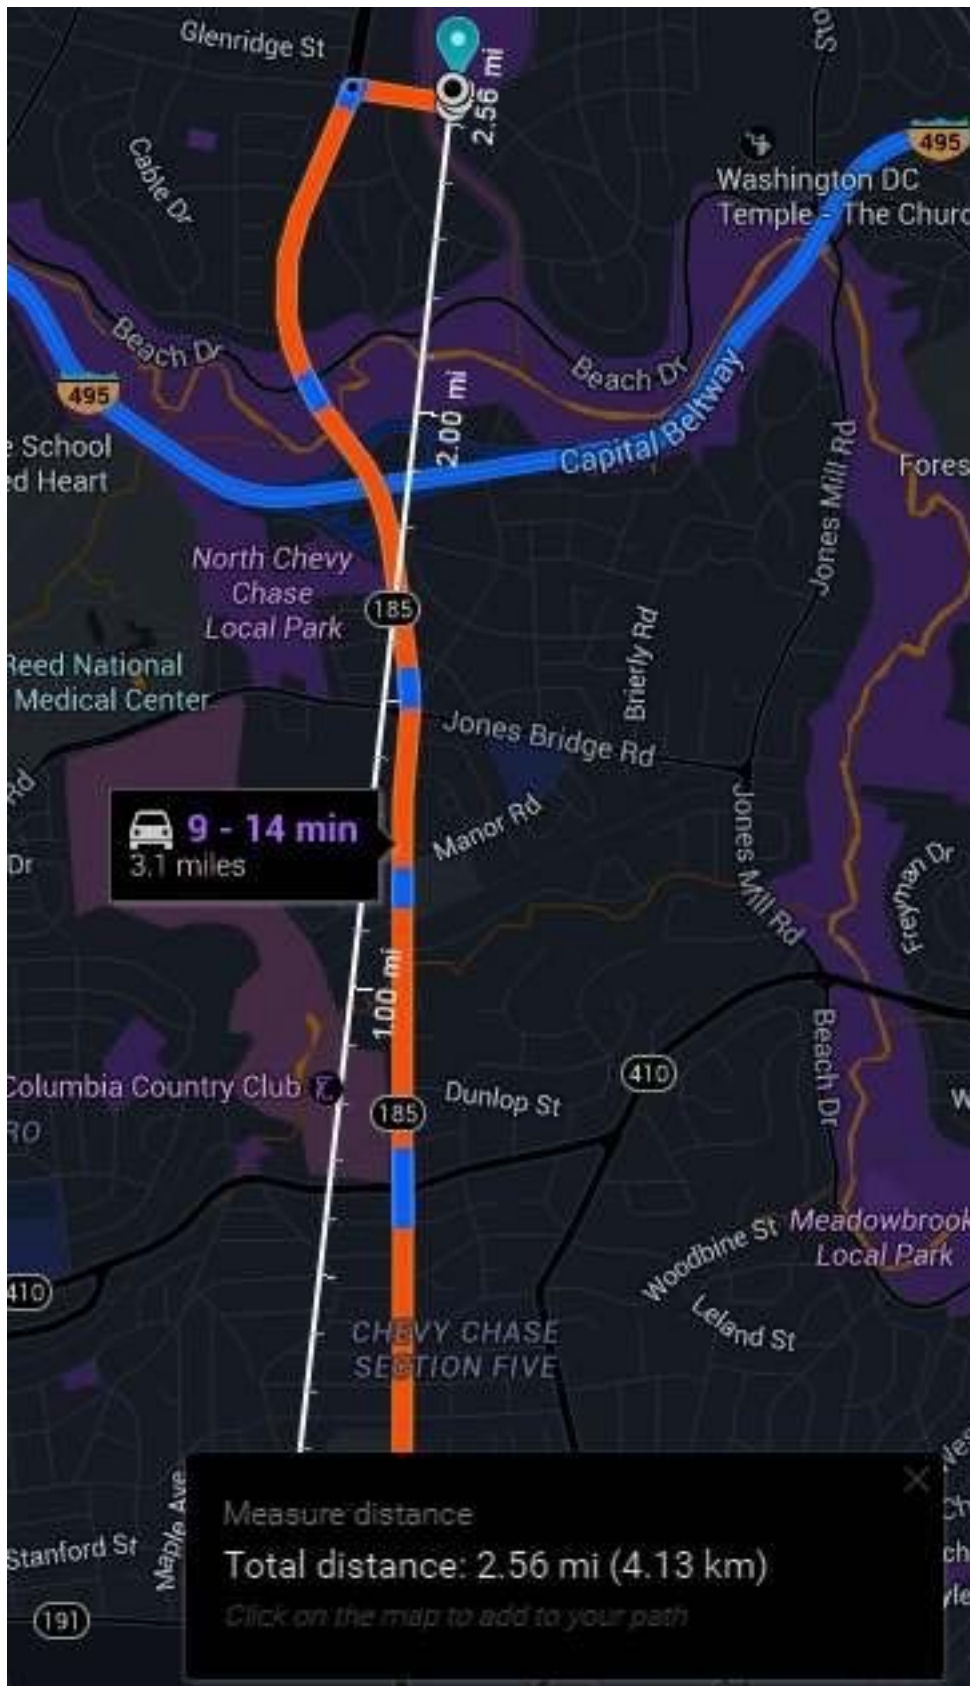 Glenridge St
2.56 mi
Cable Dr
495
Washington DC
Temple - The Churc
Beach Dr
Beach Dr
495
2.00 mi
Capital Beltway
e School
ed Heart
Jones Mill Rd
Fores
North Chevy
Chase
Local Park
185
Brierly Rd
Reed National
Medical Center
Jones Bridge Rd
Rd
9 - 14 min
3.1 miles
Manor Rd
Jones Mill Rd
Dr
Freyman Dr
1.00 mi
Beach Dr
410
Columbia Country Club
185
Dunlop St
W
RO
Woodbine St
Meadowbrook
Local Park
410
Leland St
CHEVY CHASE
SECTION FIVE
Measure distance
Total distance: 2.56 mi (4.13 km)
Click on the map to add to your path
Maple Ave
Stanford St
191